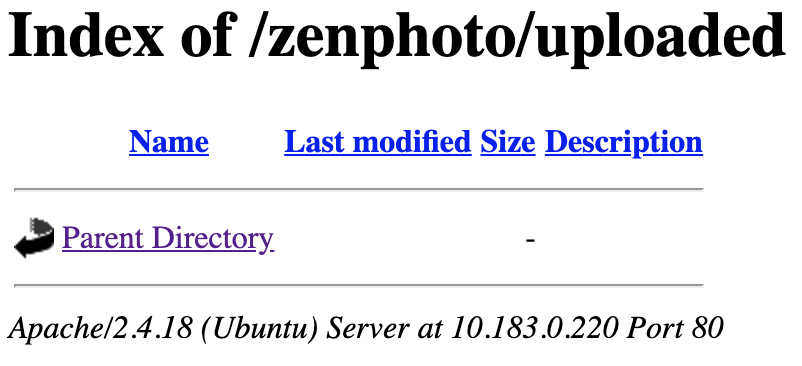 Index of /zenphoto/uploaded
Name Last modified Size Description
Parent Directory -
Apache/2.4.18 (Ubuntu) Server at 10.183.0.220 Port 80